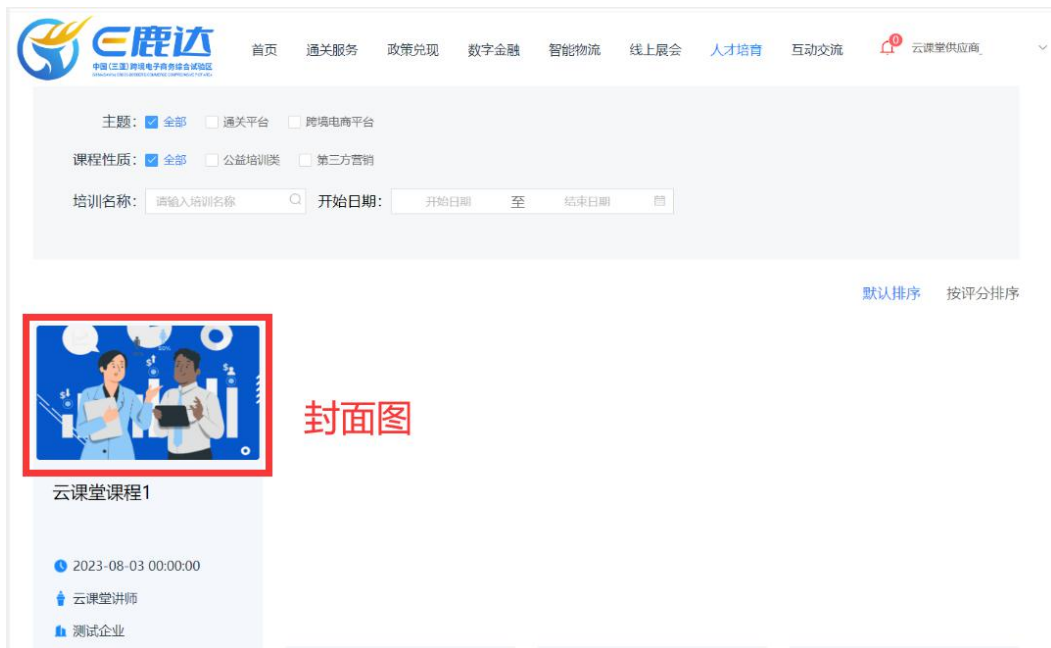 E鹿达
中国(三亚)跨境电子商务综合试验区
首页 通关服务 政策兑现 数字金融 智能物流 线上展会 人才培育 互动交流 0 云课堂供应商_
主题: 全部 通关平台 跨境电商平台
课程性质: 全部 公益培训类 第三方营销
培训名称: 请输入培训名称 开始日期: 开始日期 至 结束日期
默认排序 按评分排序
封面图
云课堂课程1
2023-08-03 00:00:00
云课堂讲师
测试企业